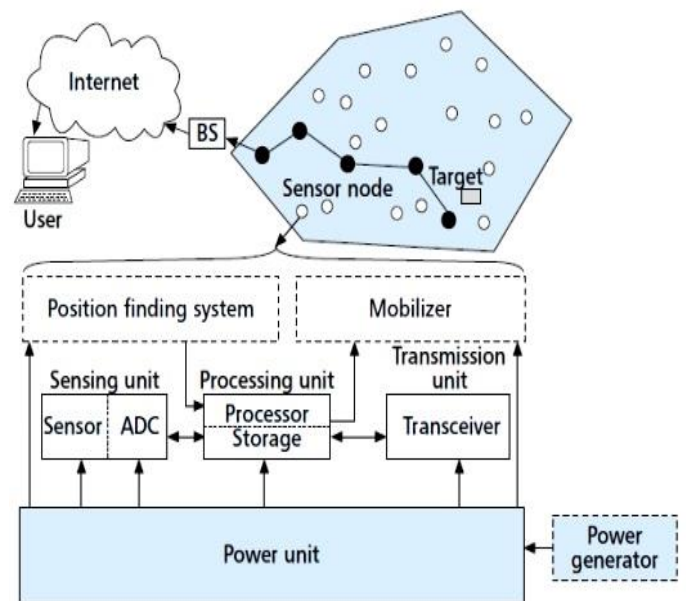 Internet
BS
User
Sensor node
Target
Position finding system
Mobilizer
Sensing unit
Processing unit
Transmission
unit
Sensor
ADC
Processor
Storage
Transceiver
Power unit
Power
generator